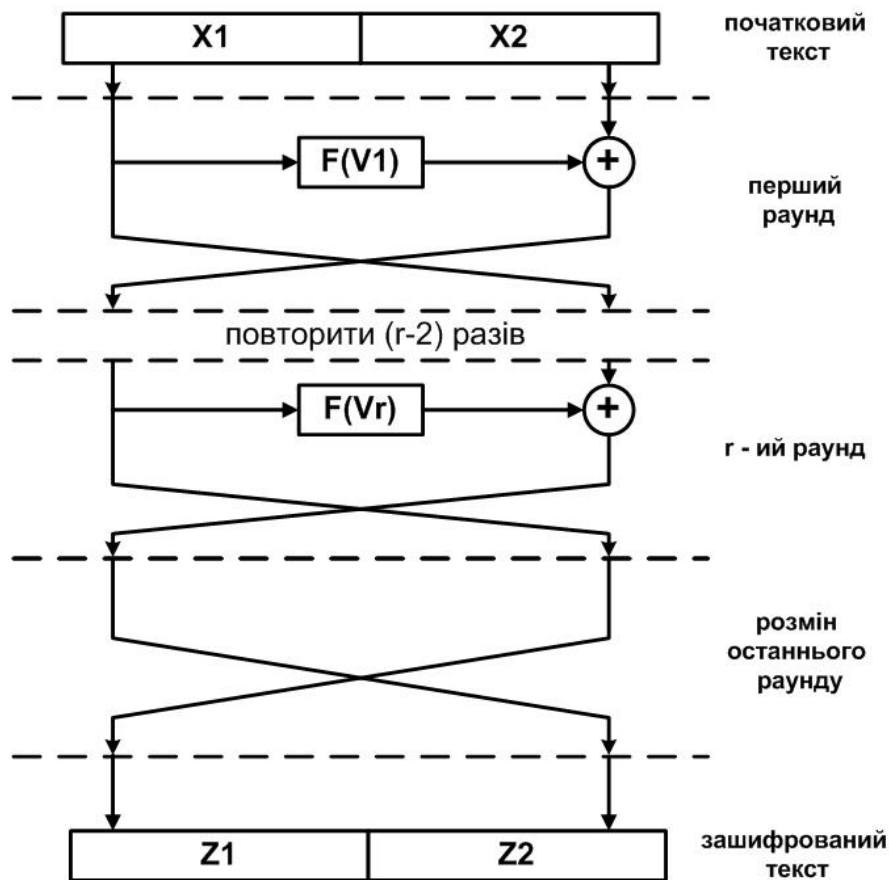 X1 X2
початковий
текст
F(V1) +
перший
раунд
повторити (r-2) разів
F(Vr) +
r - ий раунд
розмін
останнього
раунду
Z1 Z2
зашифрований
текст